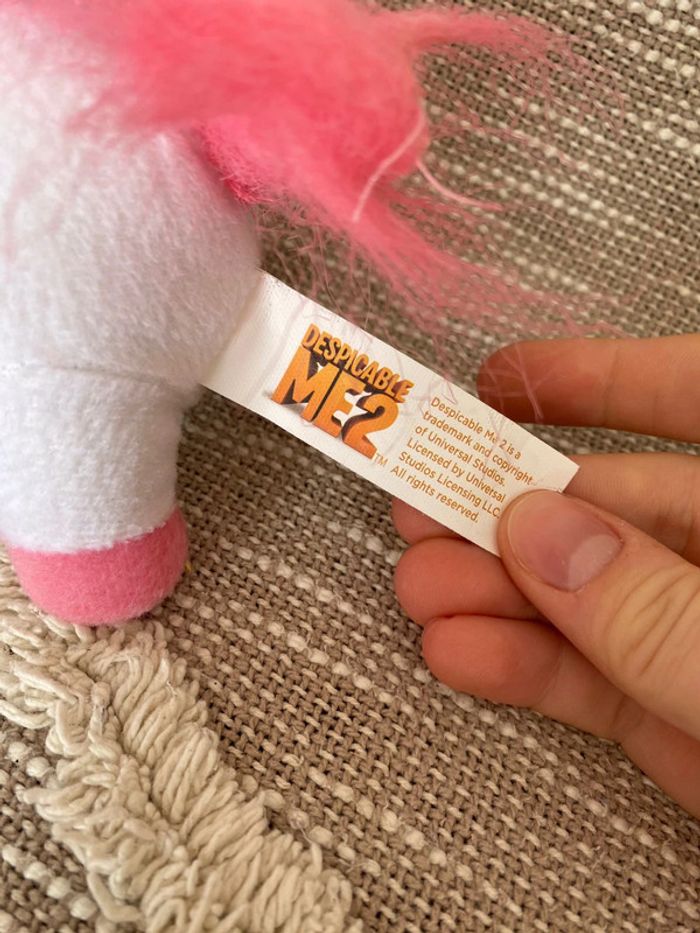 DESPICABLE
ME2
TM
Despicable Me 2 is a
trademark and copyright
of Universal Studios.
Licensed by Universal
Studios Licensing LLC.
All rights reserved.